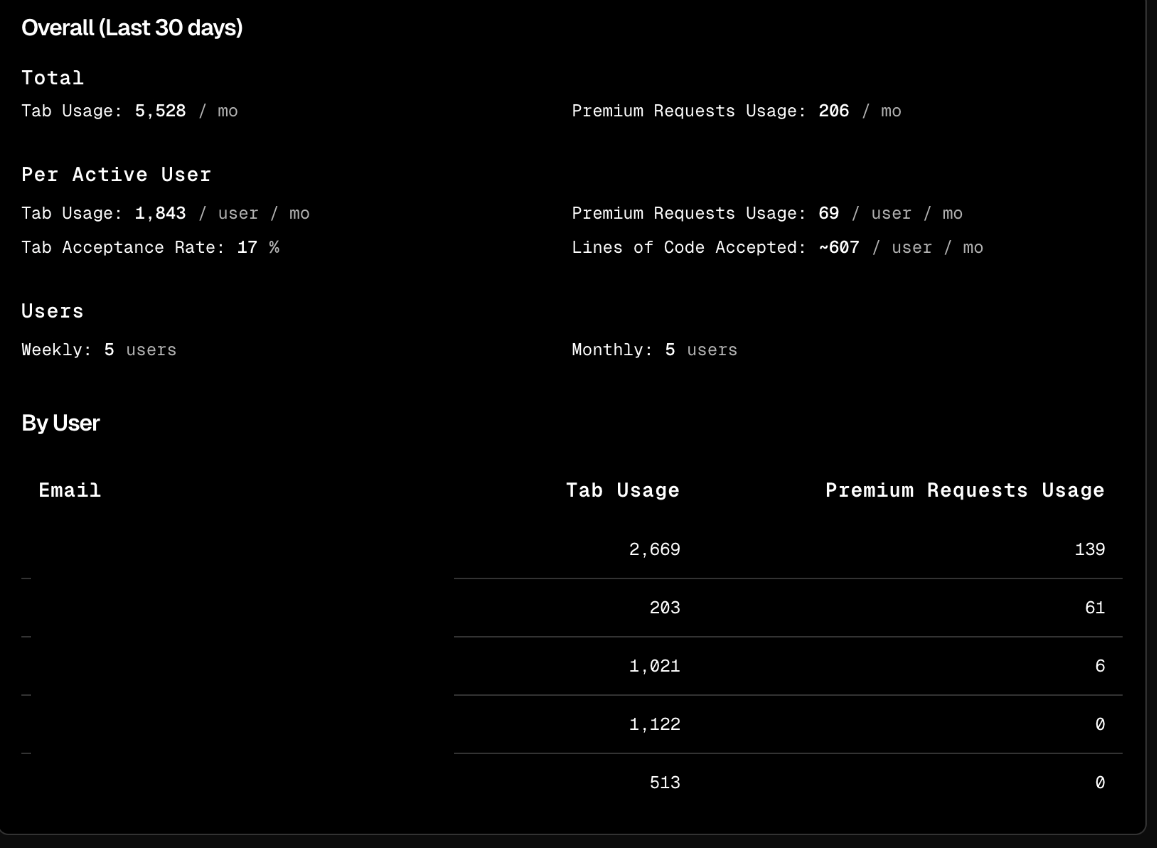 Overall (Last 30 days)
Total
Tab Usage: 5,528 / mo Premium Requests Usage: 206 / mo
Per Active User
Tab Usage: 1,843 / user / mo Premium Requests Usage: 69 / user / mo
Tab Acceptance Rate: 17 % Lines of Code Accepted: ~607 / user / mo
Users
Weekly: 5 users Monthly: 5 users
By User
Email Tab Usage Premium Requests Usage
2,669 139
203 61
1,021 6
1,122 0
513 0